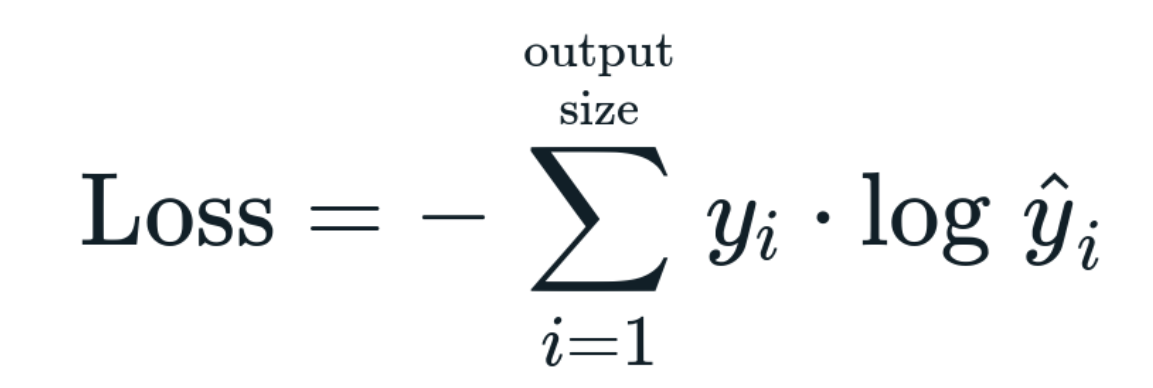 output
size
Loss = − ∑ yᵢ · log ŷᵢ
i=1